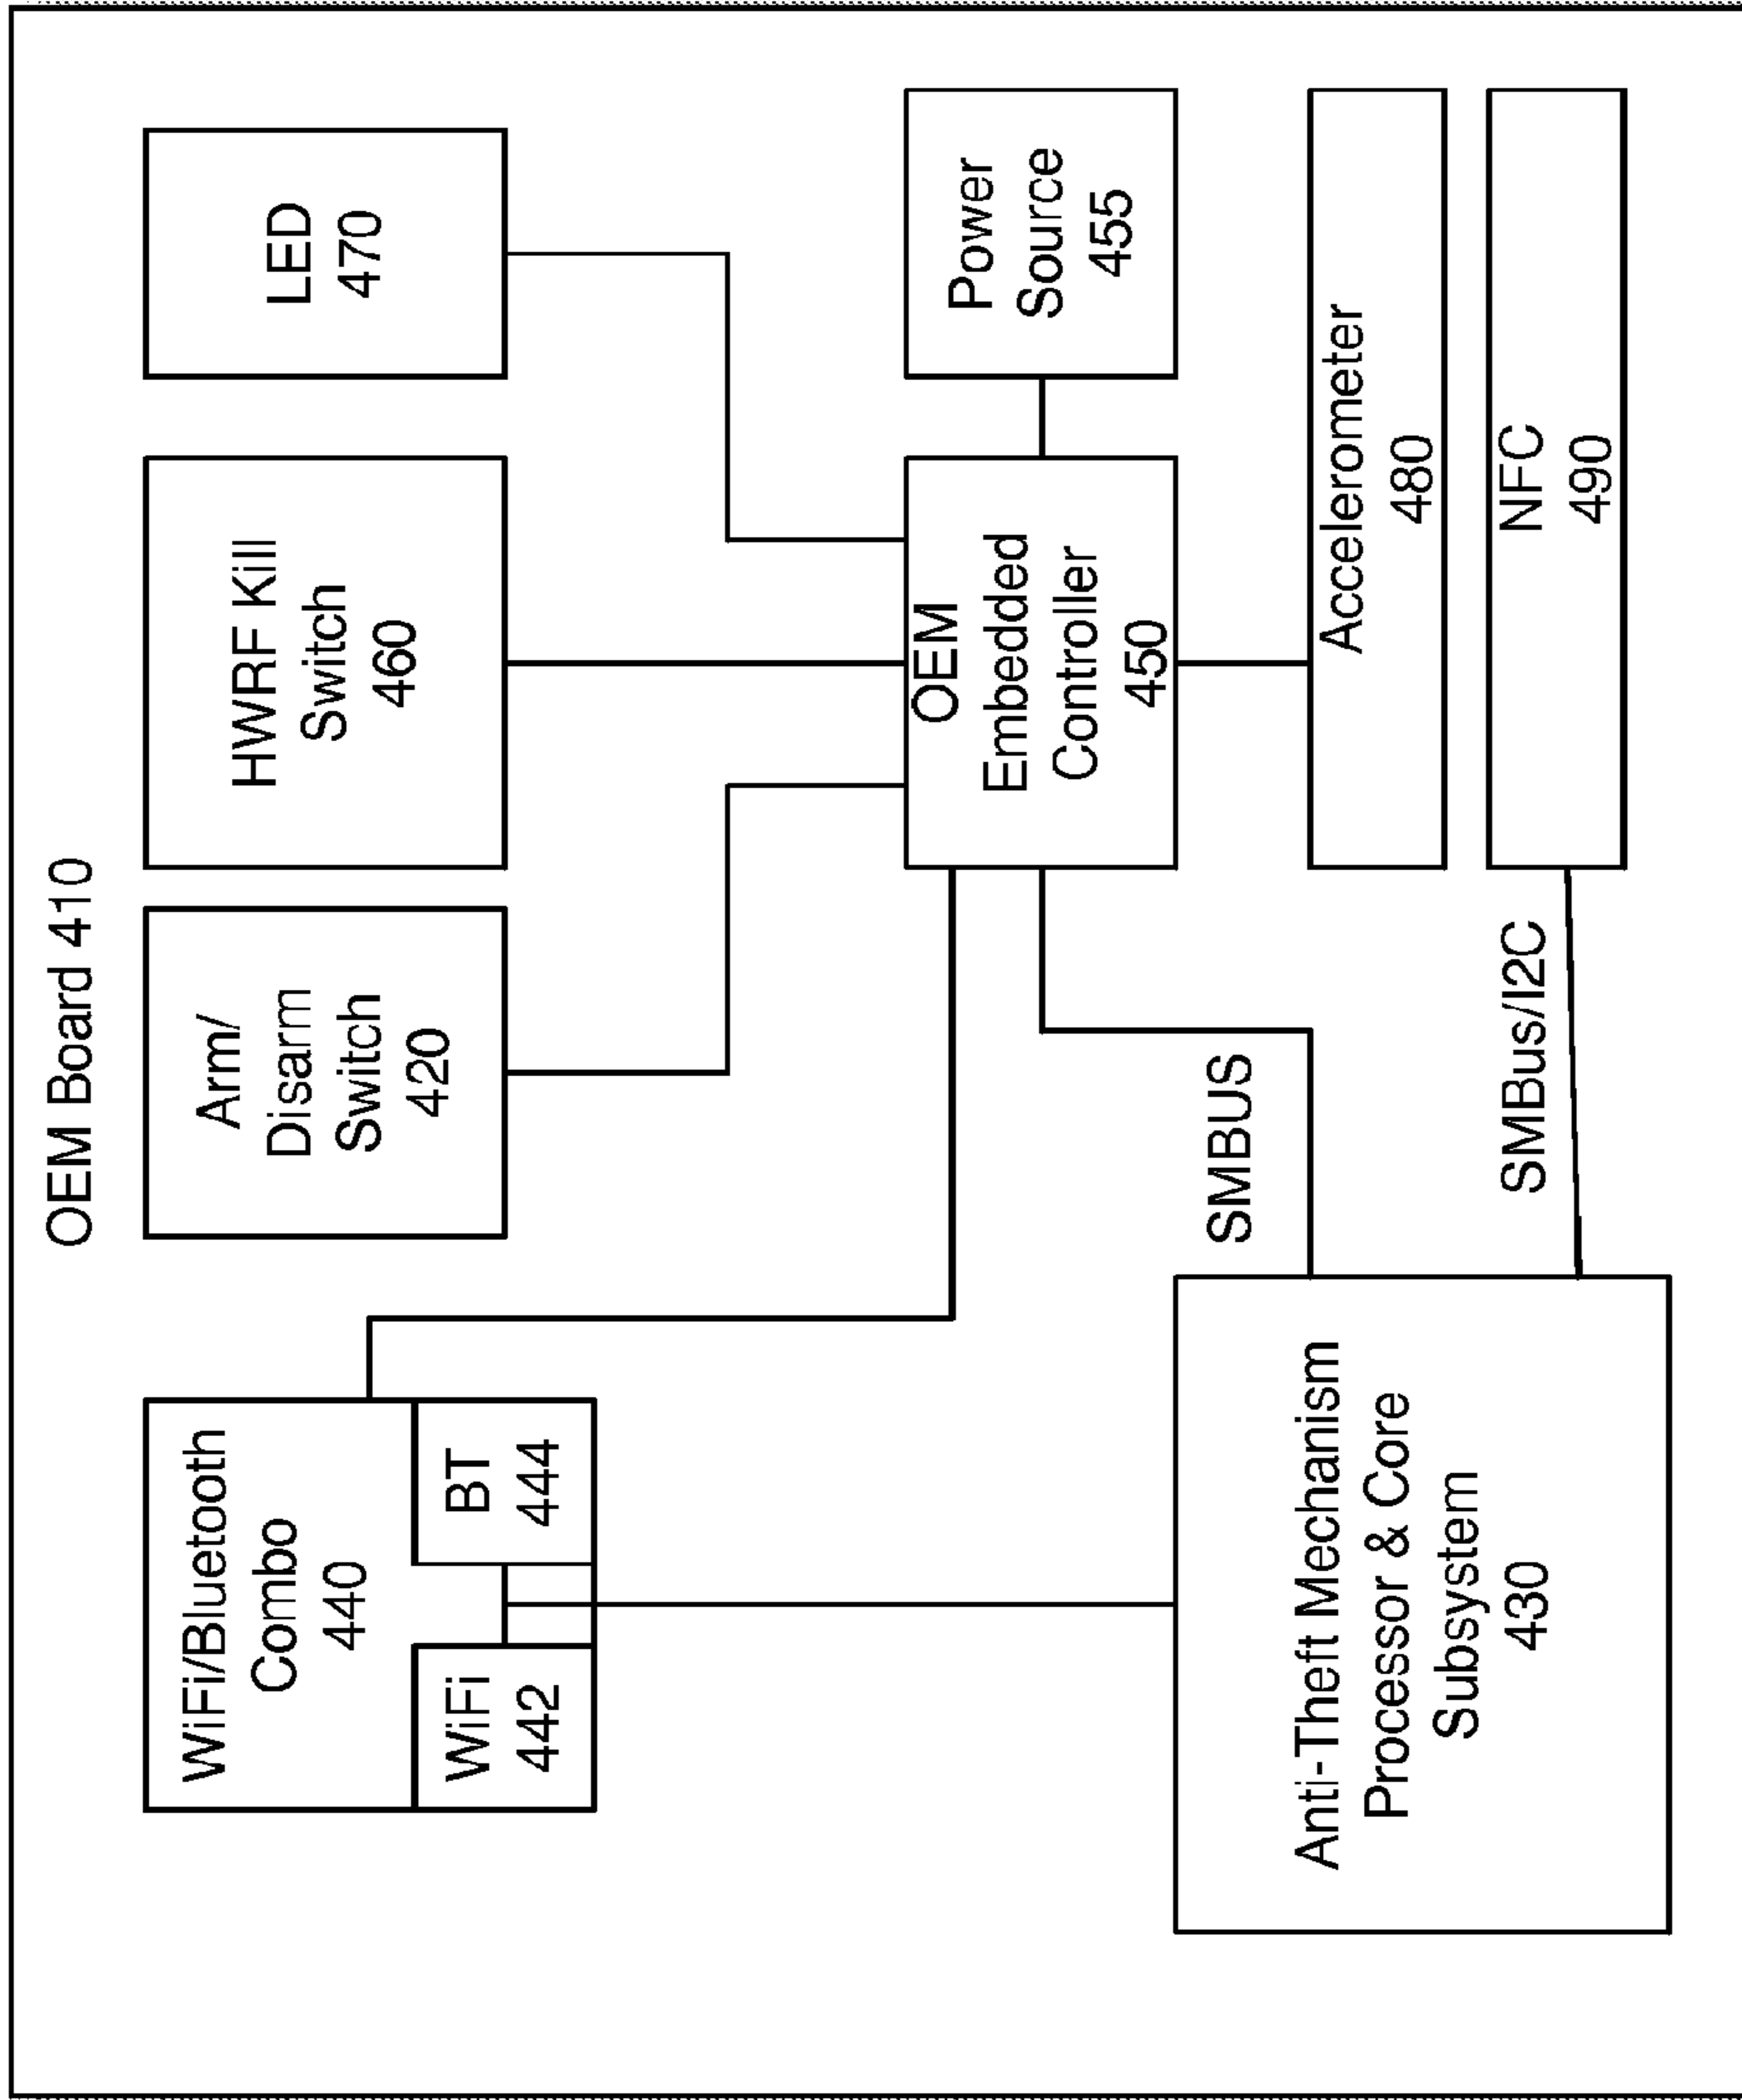 OEM Board 410
WiFi/Bluetooth
Combo
440
WiFi
442
BT
444
Arm/
Disarm
Switch
420
HWRF Kill
Switch
460
LED
470
OEM
Embedded
Controller
450
Power
Source
455
SMBUS
Anti-Theft Mechanism
Processor & Core
Subsystem
430
Accelerometer
480
SMBus/I2C
NFC
490